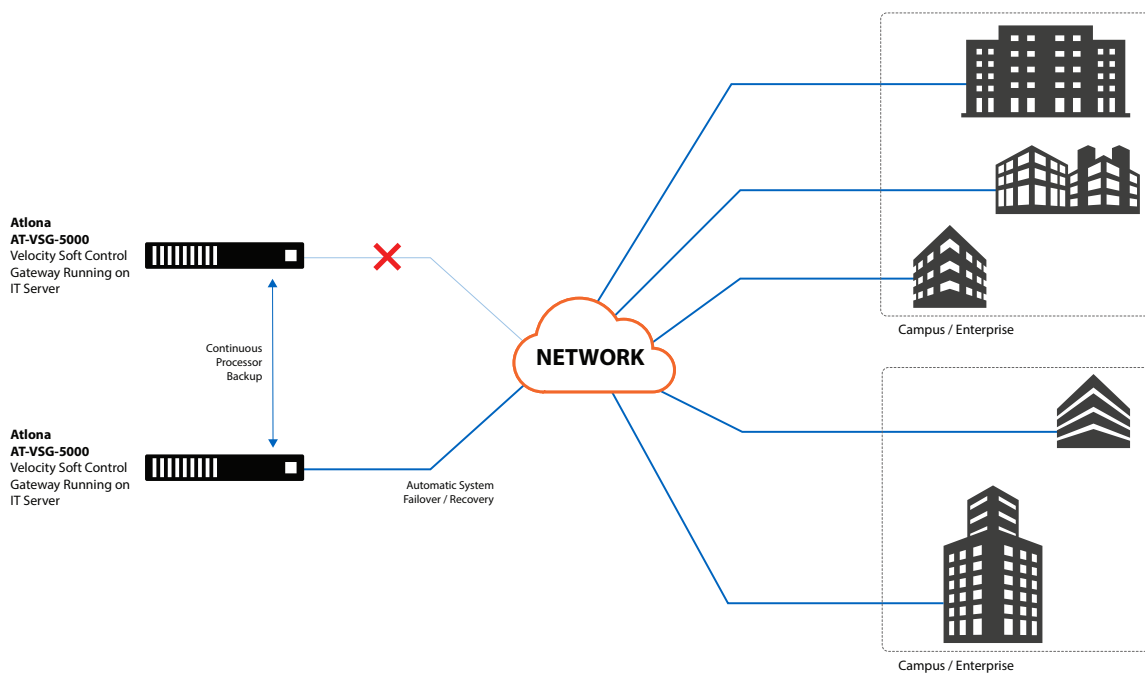 Atlona
AT-VSG-5000
Velocity Soft Control
Gateway Running on
IT Server
Continuous
Processor
Backup
Atlona
AT-VSG-5000
Velocity Soft Control
Gateway Running on
IT Server
Automatic System
Failover / Recovery
NETWORK
Campus / Enterprise
Campus / Enterprise